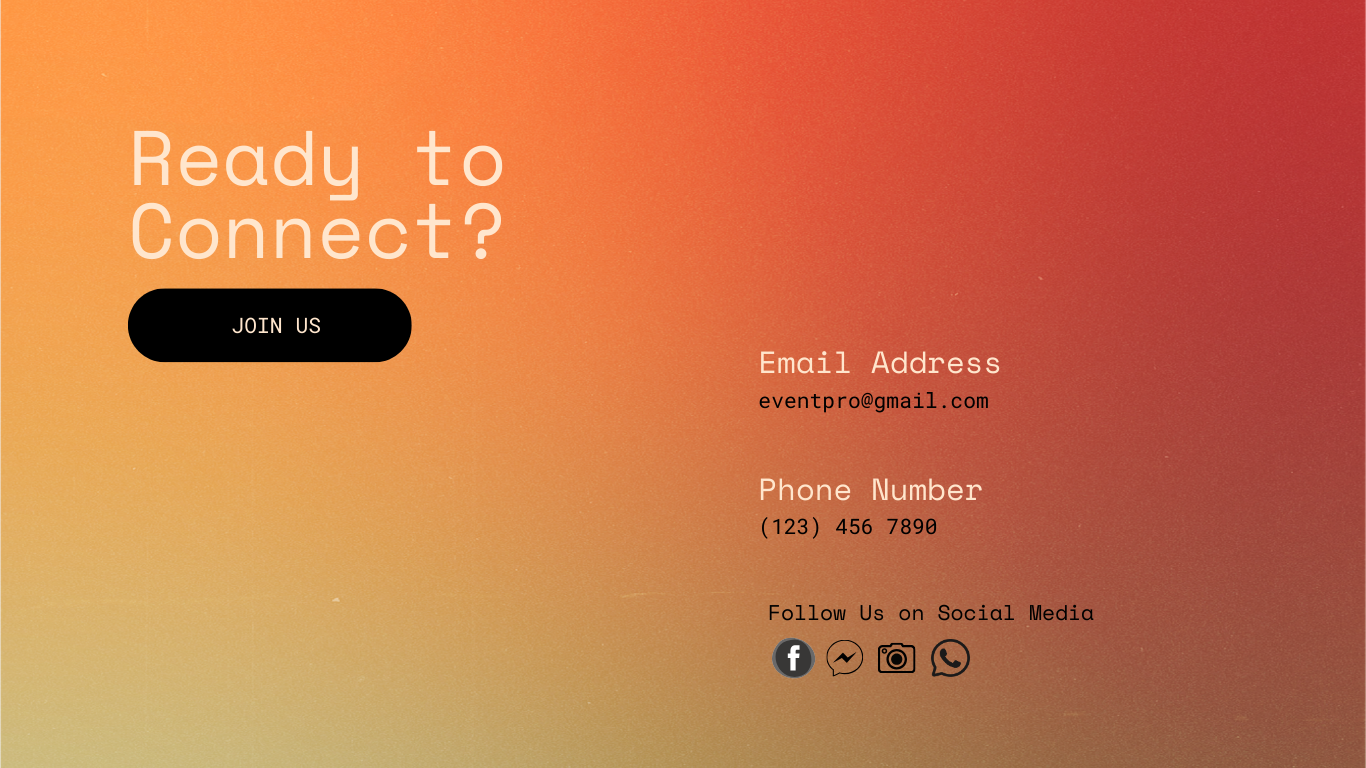 Ready to
Connect?
JOIN US
Email Address
eventpro@gmail.com
Phone Number
(123) 456 7890
Follow Us on Social Media